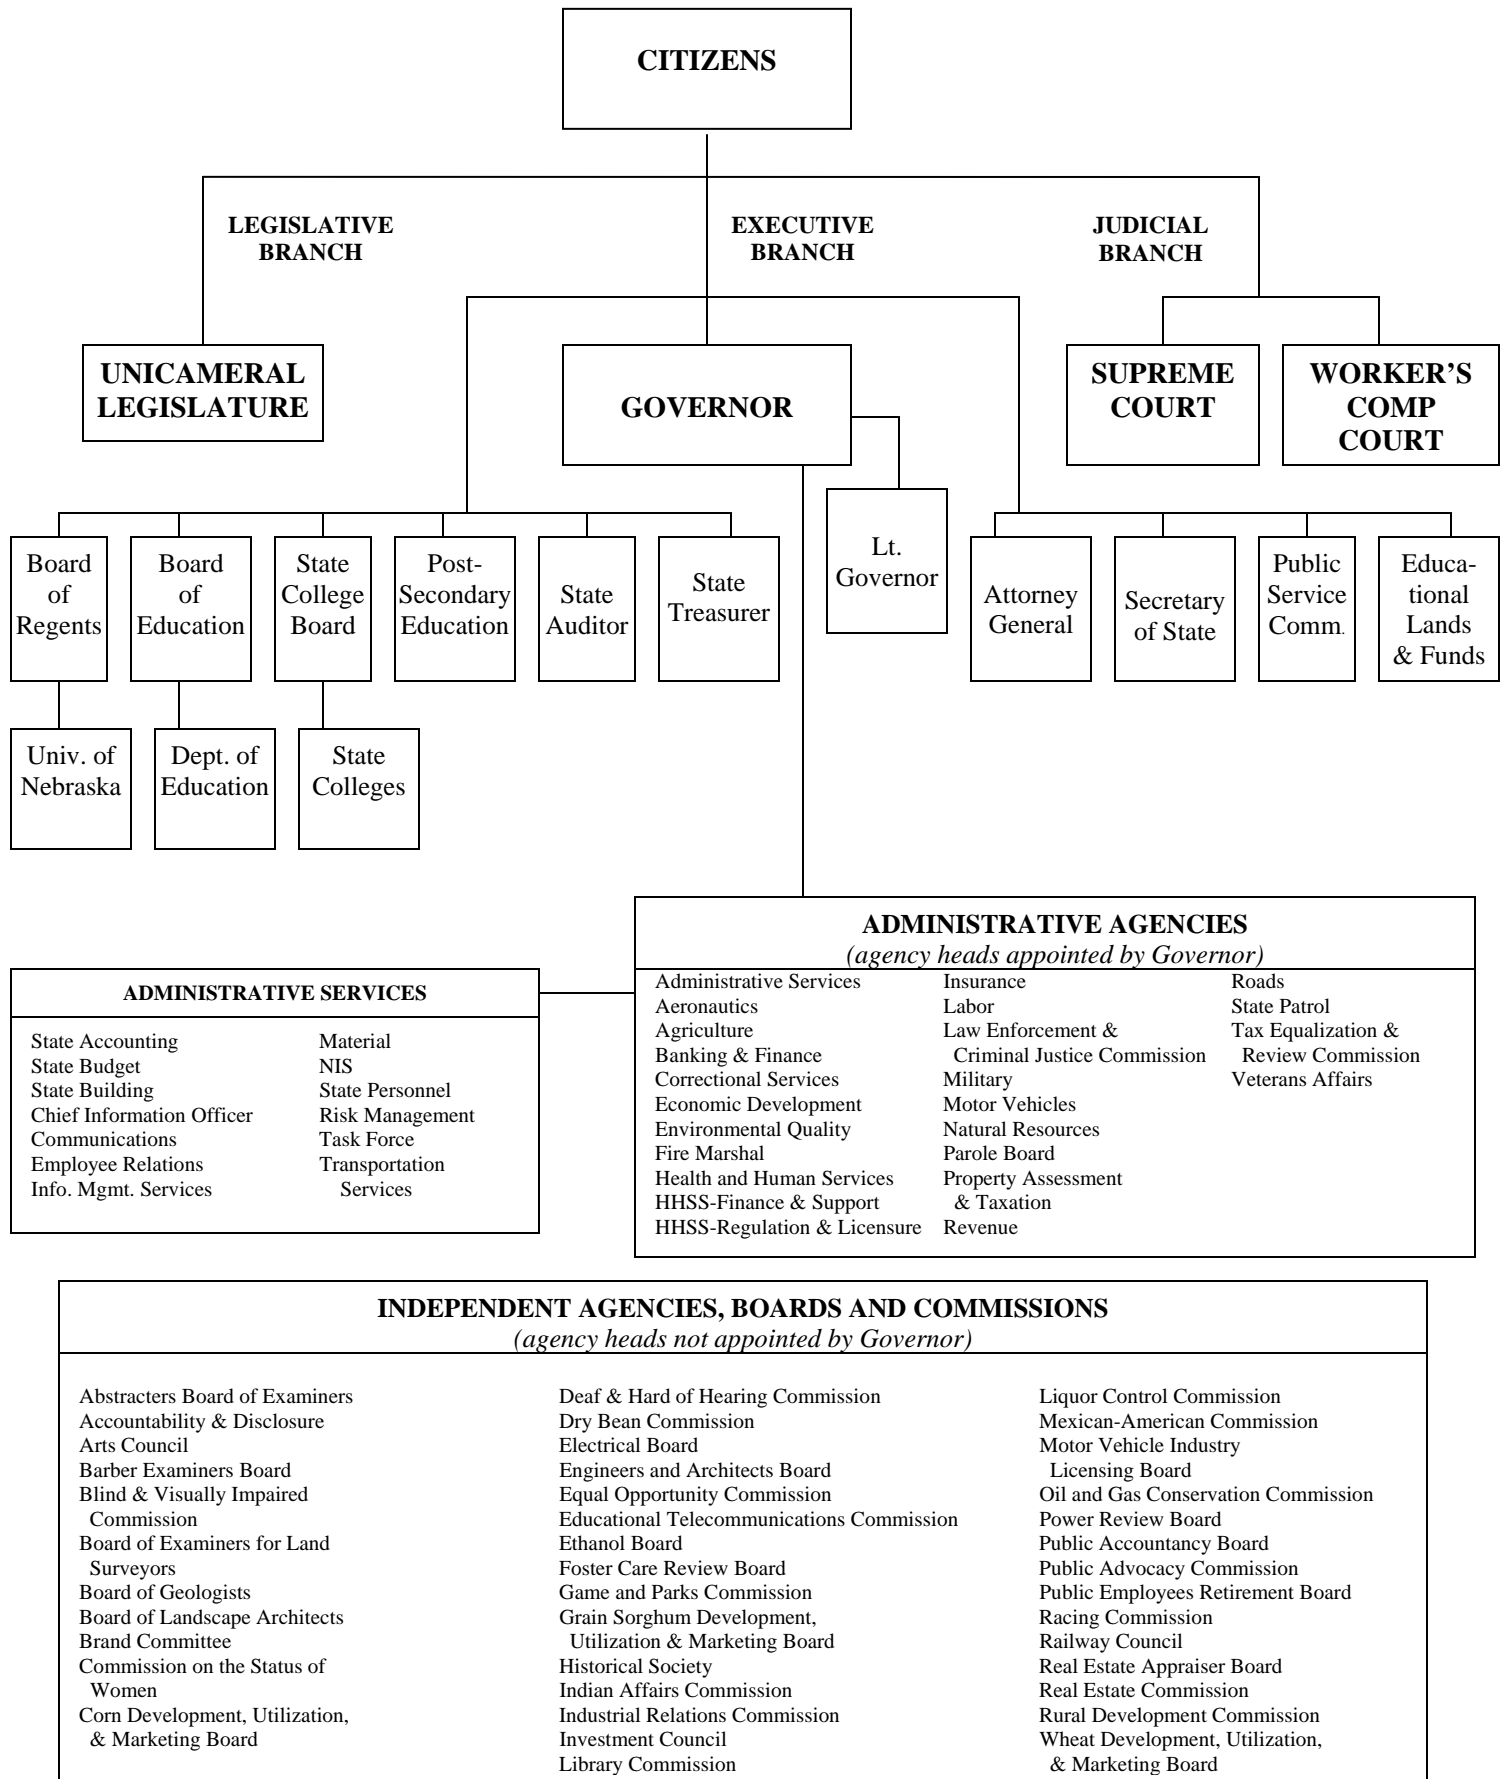 CITIZENS
LEGISLATIVE
BRANCH
EXECUTIVE
BRANCH
JUDICIAL
BRANCH
UNICAMERAL
LEGISLATURE
GOVERNOR
SUPREME
COURT
WORKER'S
COMP
COURT
Lt.
Governor
Board
of
Regents
Board
of
Education
State
College
Board
Post-
Secondary
Education
State
Auditor
State
Treasurer
Attorney
General
Secretary
of State
Public
Service
Comm.
Educa-
tional
Lands
& Funds
Univ. of
Nebraska
Dept. of
Education
State
Colleges
ADMINISTRATIVE SERVICES
State Accounting
State Budget
State Building
Chief Information Officer
Communications
Employee Relations
Info. Mgmt. Services
Material
NIS
State Personnel
Risk Management
Task Force
Transportation
Services
ADMINISTRATIVE AGENCIES
(agency heads appointed by Governor)
Administrative Services
Aeronautics
Agriculture
Banking & Finance
Correctional Services
Economic Development
Environmental Quality
Fire Marshal
Health and Human Services
HHSS-Finance & Support
HHSS-Regulation & Licensure
Insurance
Labor
Law Enforcement &
Criminal Justice Commission
Military
Motor Vehicles
Natural Resources
Parole Board
Property Assessment
& Taxation
Revenue
Roads
State Patrol
Tax Equalization &
Review Commission
Veterans Affairs
INDEPENDENT AGENCIES, BOARDS AND COMMISSIONS
(agency heads not appointed by Governor)
Abstracters Board of Examiners
Accountability & Disclosure
Arts Council
Barber Examiners Board
Blind & Visually Impaired
Commission
Board of Examiners for Land
Surveyors
Board of Geologists
Board of Landscape Architects
Brand Committee
Commission on the Status of
Women
Corn Development, Utilization,
& Marketing Board
Deaf & Hard of Hearing Commission
Dry Bean Commission
Electrical Board
Engineers and Architects Board
Equal Opportunity Commission
Educational Telecommunications Commission
Ethanol Board
Foster Care Review Board
Game and Parks Commission
Grain Sorghum Development,
Utilization & Marketing Board
Historical Society
Indian Affairs Commission
Industrial Relations Commission
Investment Council
Library Commission
Liquor Control Commission
Mexican-American Commission
Motor Vehicle Industry
Licensing Board
Oil and Gas Conservation Commission
Power Review Board
Public Accountancy Board
Public Advocacy Commission
Public Employees Retirement Board
Racing Commission
Railway Council
Real Estate Appraiser Board
Real Estate Commission
Rural Development Commission
Wheat Development, Utilization,
& Marketing Board